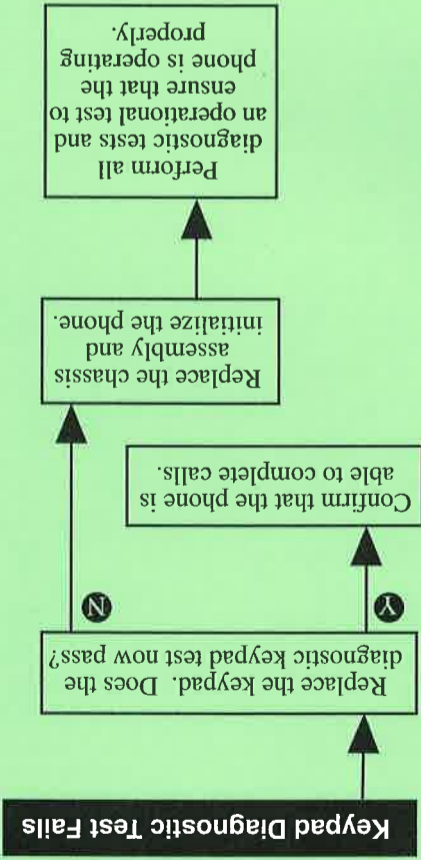 Keypad Diagnostic Test Fails
Replace the keypad. Does the
diagnostic keypad test now pass?
Y
N
Confirm that the phone is
able to complete calls.
Replace the chassis
assembly and
initialize the phone.
Perform all
diagnostic tests and
an operational test to
ensure that the
phone is operating
properly.